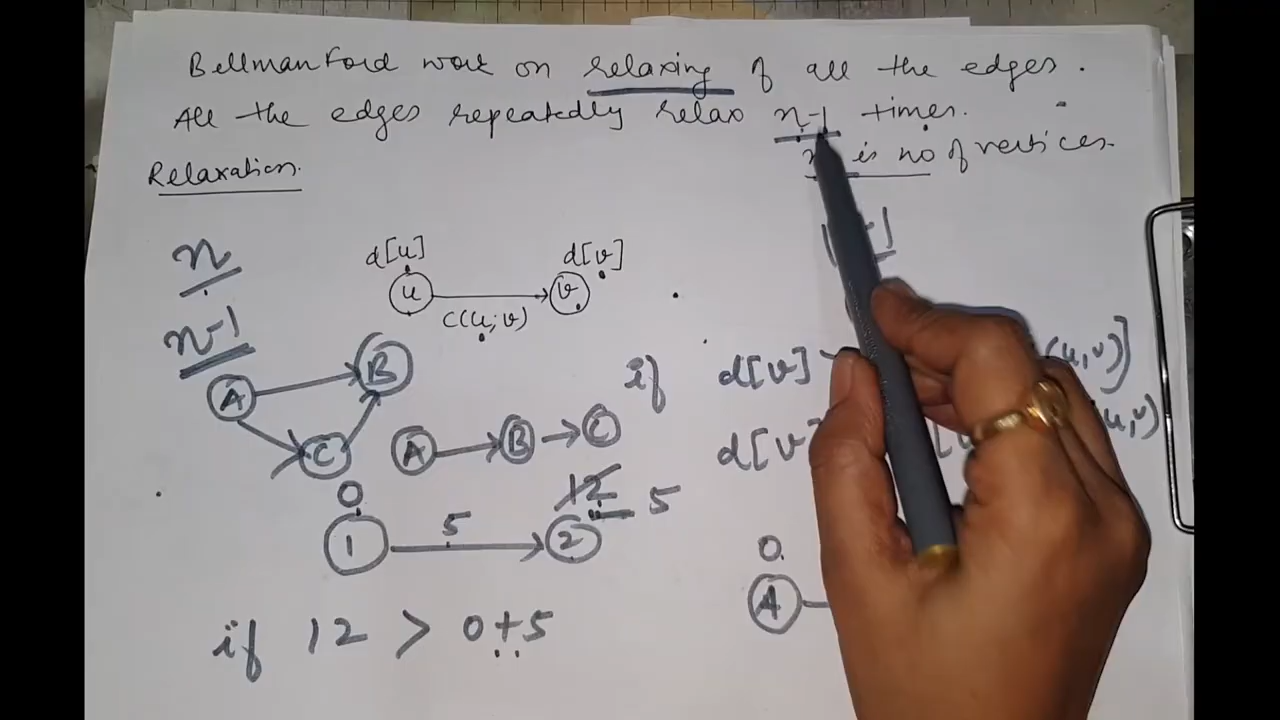 Bellman Ford work on relaxing of all the edges.
All the edges repeatedly relax n-1 times.
is no of vertices.
Relaxation.
n
n-1
d[u] d[v]
u v
C(u,v)
A B C
A B C
if d[v] (u,v)]
d[v (u,v)
0 5 12 5
1 2
0
A
if 12 > 0+5